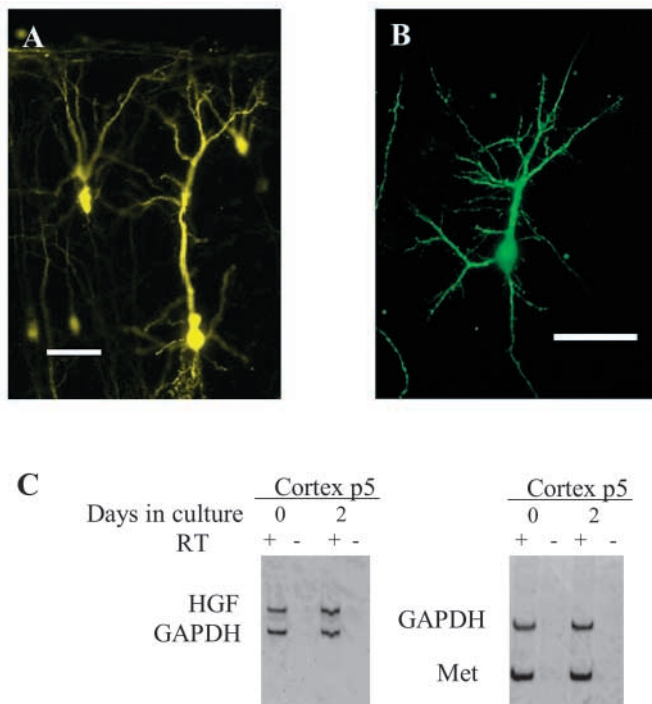 A
B
C
Cortex p5
Days in culture 0 2
RT + - + -
HGF
GAPDH
Cortex p5
0 2
+ - + -
GAPDH
Met